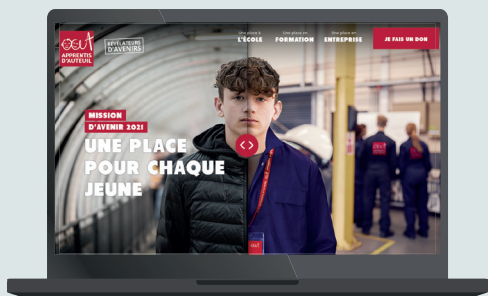 OEUT
APPRENTIS
D'AUTEUIL
RÉVÉLATEURS
D'AVENIRS
Une place à
L'ÉCOLE
Une place en
FORMATION
Une place en
ENTREPRISE
JE FAIS UN DON
MISSION
D'AVENIR 2021
UNE PLACE
POUR CHAQUE
JEUNE